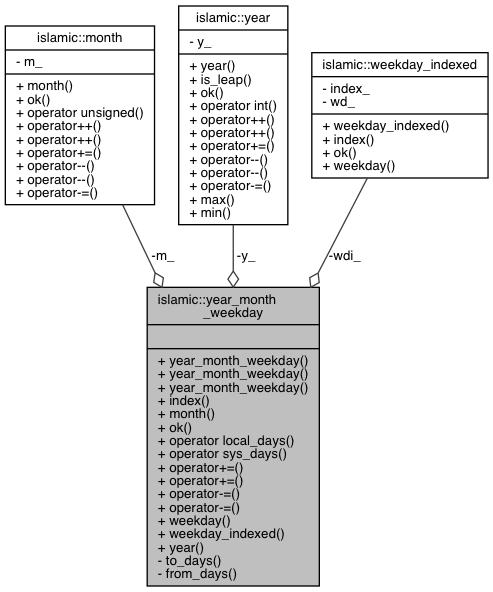 islamic::month
- m_
+ month()
+ ok()
+ operator unsigned()
+ operator++()
+ operator++()
+ operator+=()
+ operator--()
+ operator--()
+ operator-=()
islamic::year
- y_
+ year()
+ is_leap()
+ ok()
+ operator int()
+ operator++()
+ operator++()
+ operator+=()
+ operator--()
+ operator--()
+ operator-=()
+ max()
+ min()
islamic::weekday_indexed
- index_
- wd_
+ weekday_indexed()
+ index()
+ ok()
+ weekday()
-m_
-y_
-wdi_
islamic::year_month
_weekday
+ year_month_weekday()
+ year_month_weekday()
+ year_month_weekday()
+ index()
+ month()
+ ok()
+ operator local_days()
+ operator sys_days()
+ operator+=()
+ operator+=()
+ operator-=()
+ operator-=()
+ weekday()
+ weekday_indexed()
+ year()
- to_days()
- from_days()